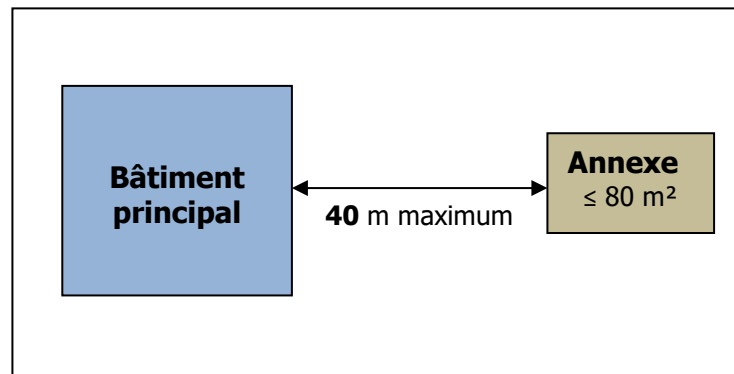 Bâtiment
principal
40 m maximum
Annexe
≤ 80 m²